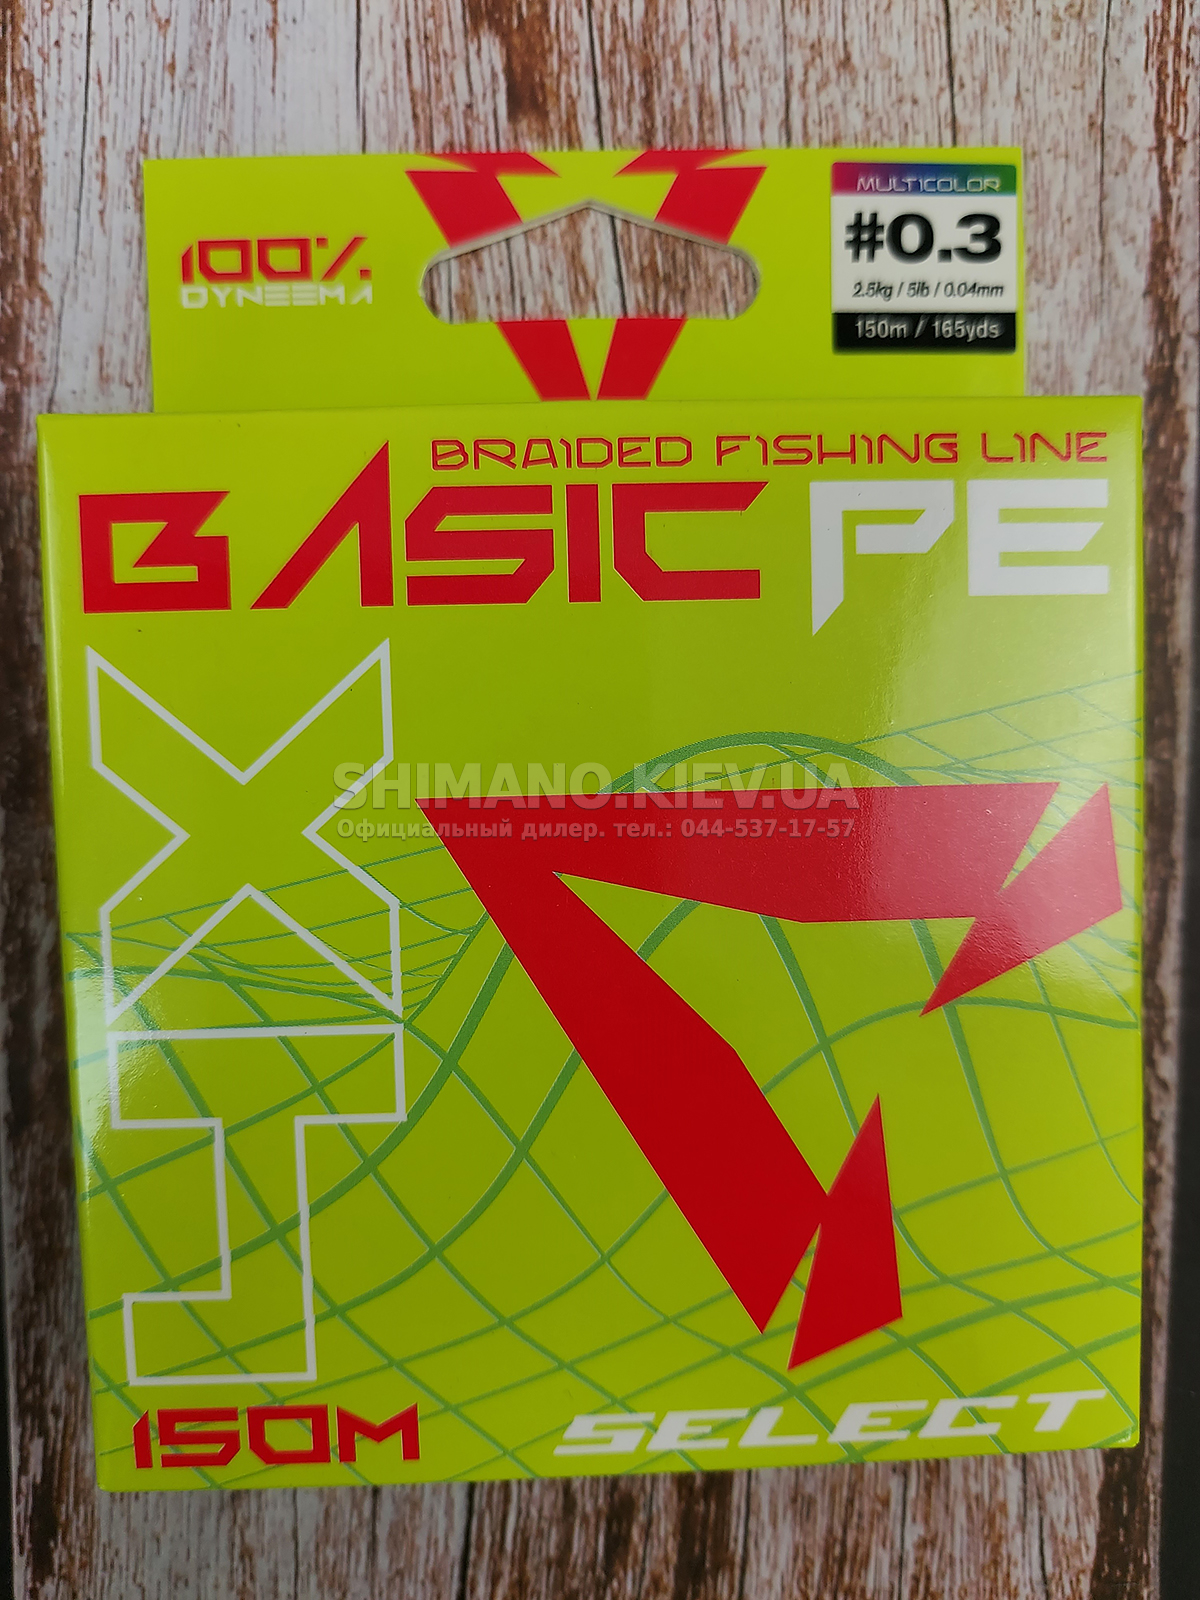 100% DYNEEMA
MULTICOLOR
#0.3
2.5kg / 5lb / 0.04mm
150m / 165yds
BRAIDED FISHING LINE
BASIC PE
SHIMANO.KIEV.UA
Официальный дилер. тел.: 044-537-17-57
150M
SELECT